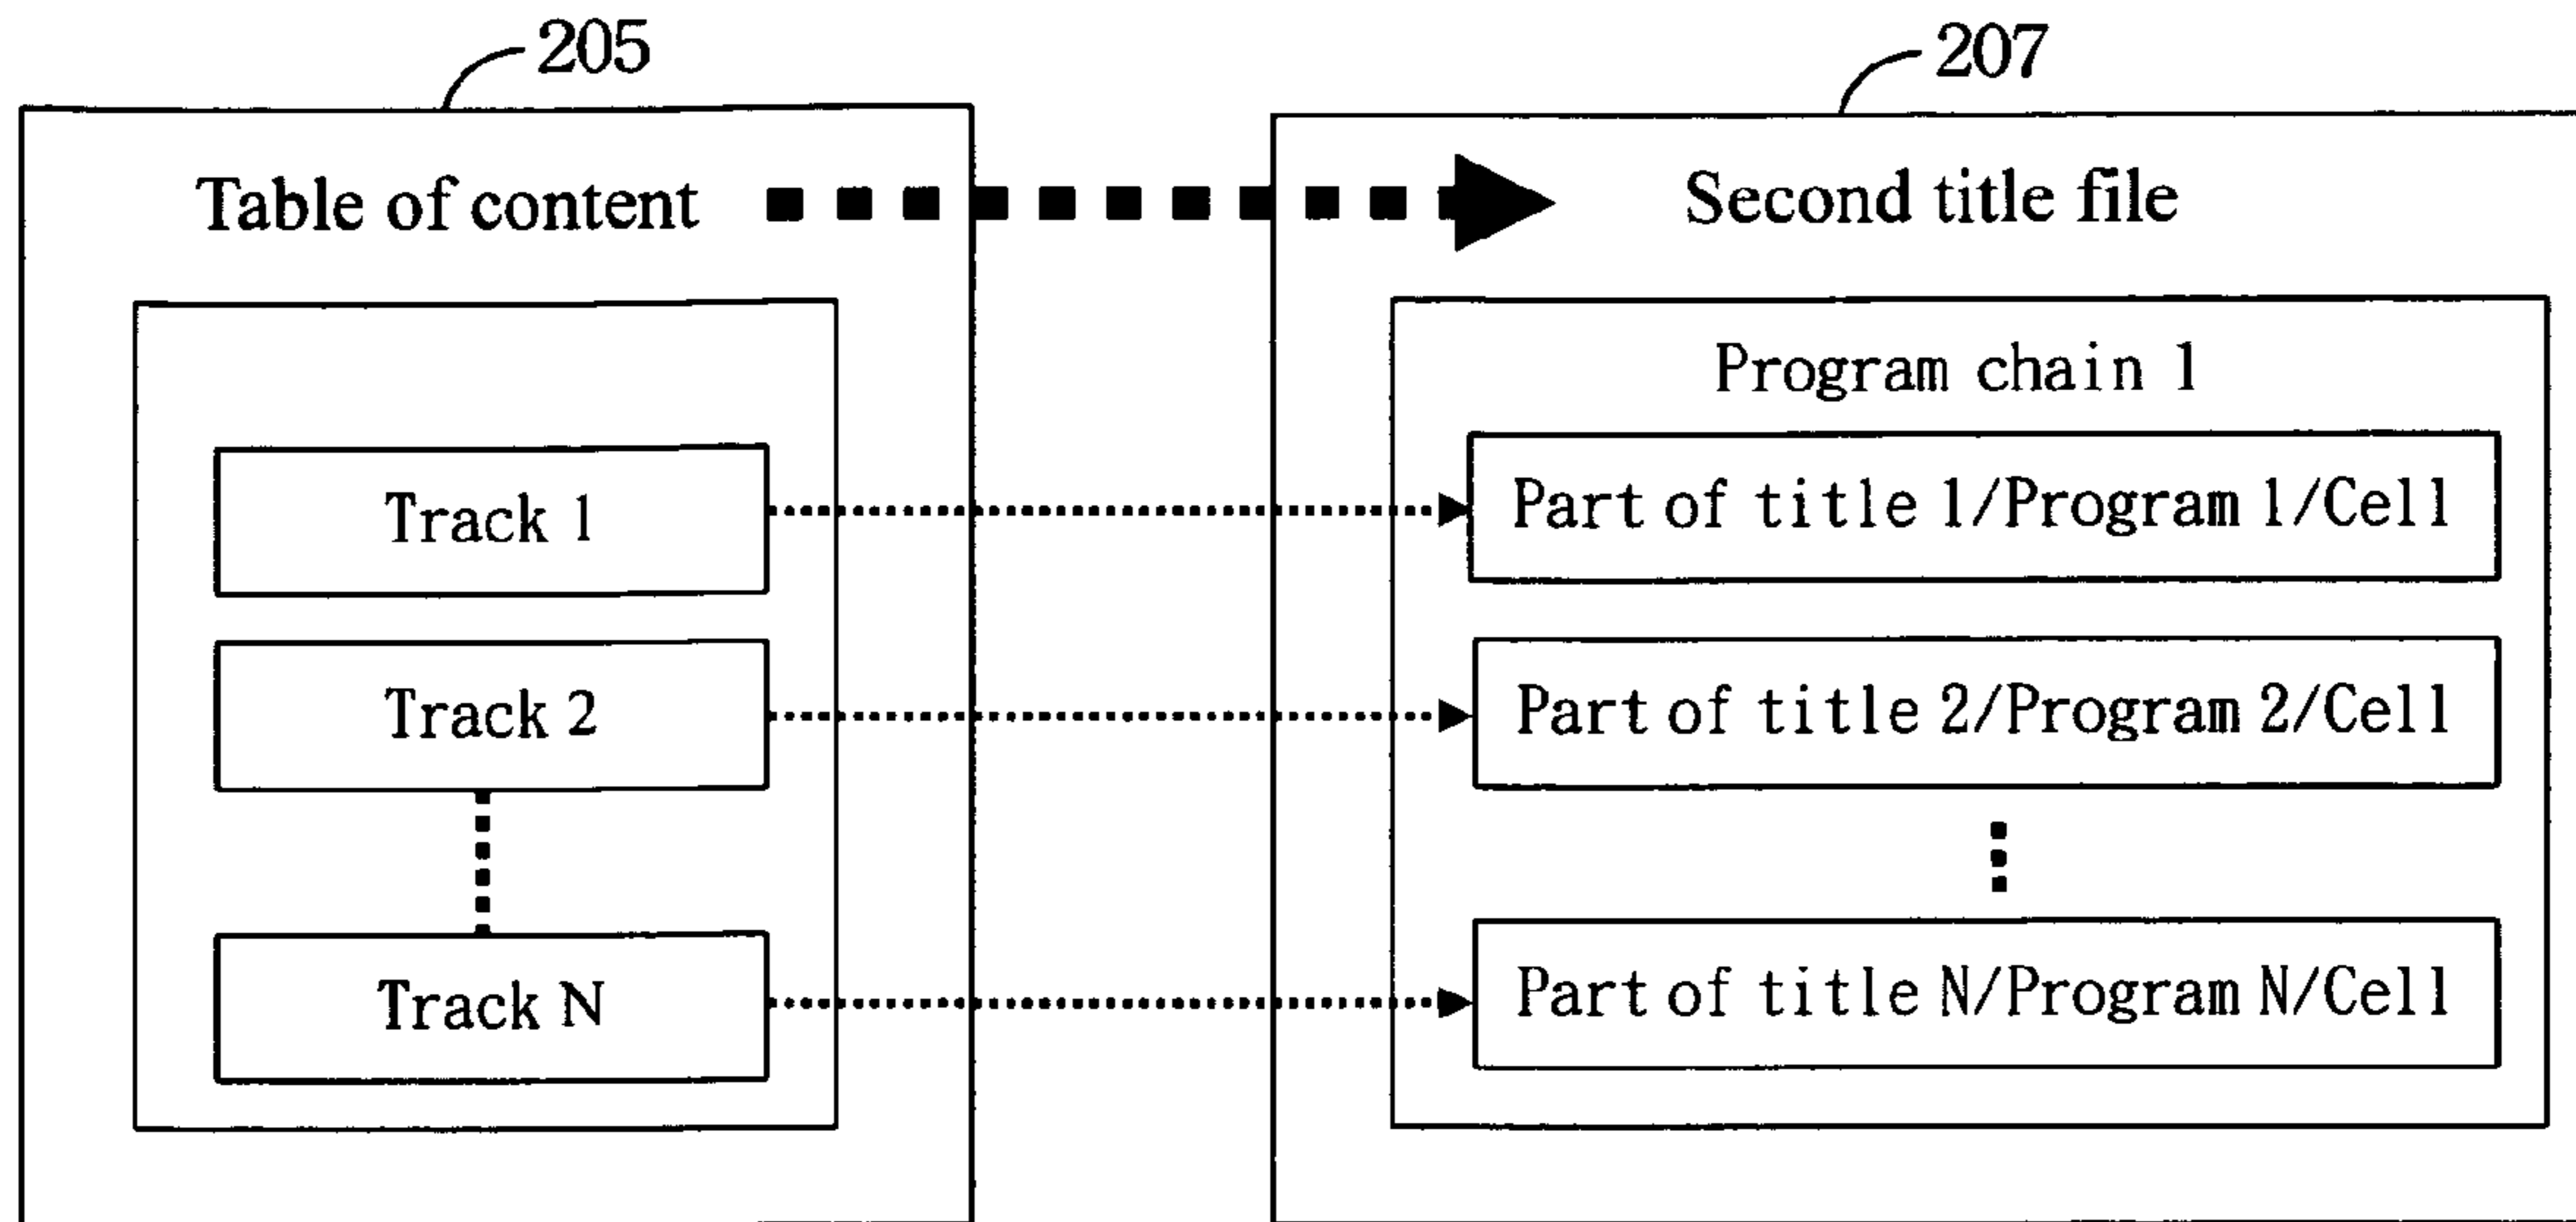 205
207
Table of content
Second title file
Program chain 1
Track 1
Part of title 1/Program 1/Cell
Track 2
Part of title 2/Program 2/Cell
Track N
Part of title N/Program N/Cell